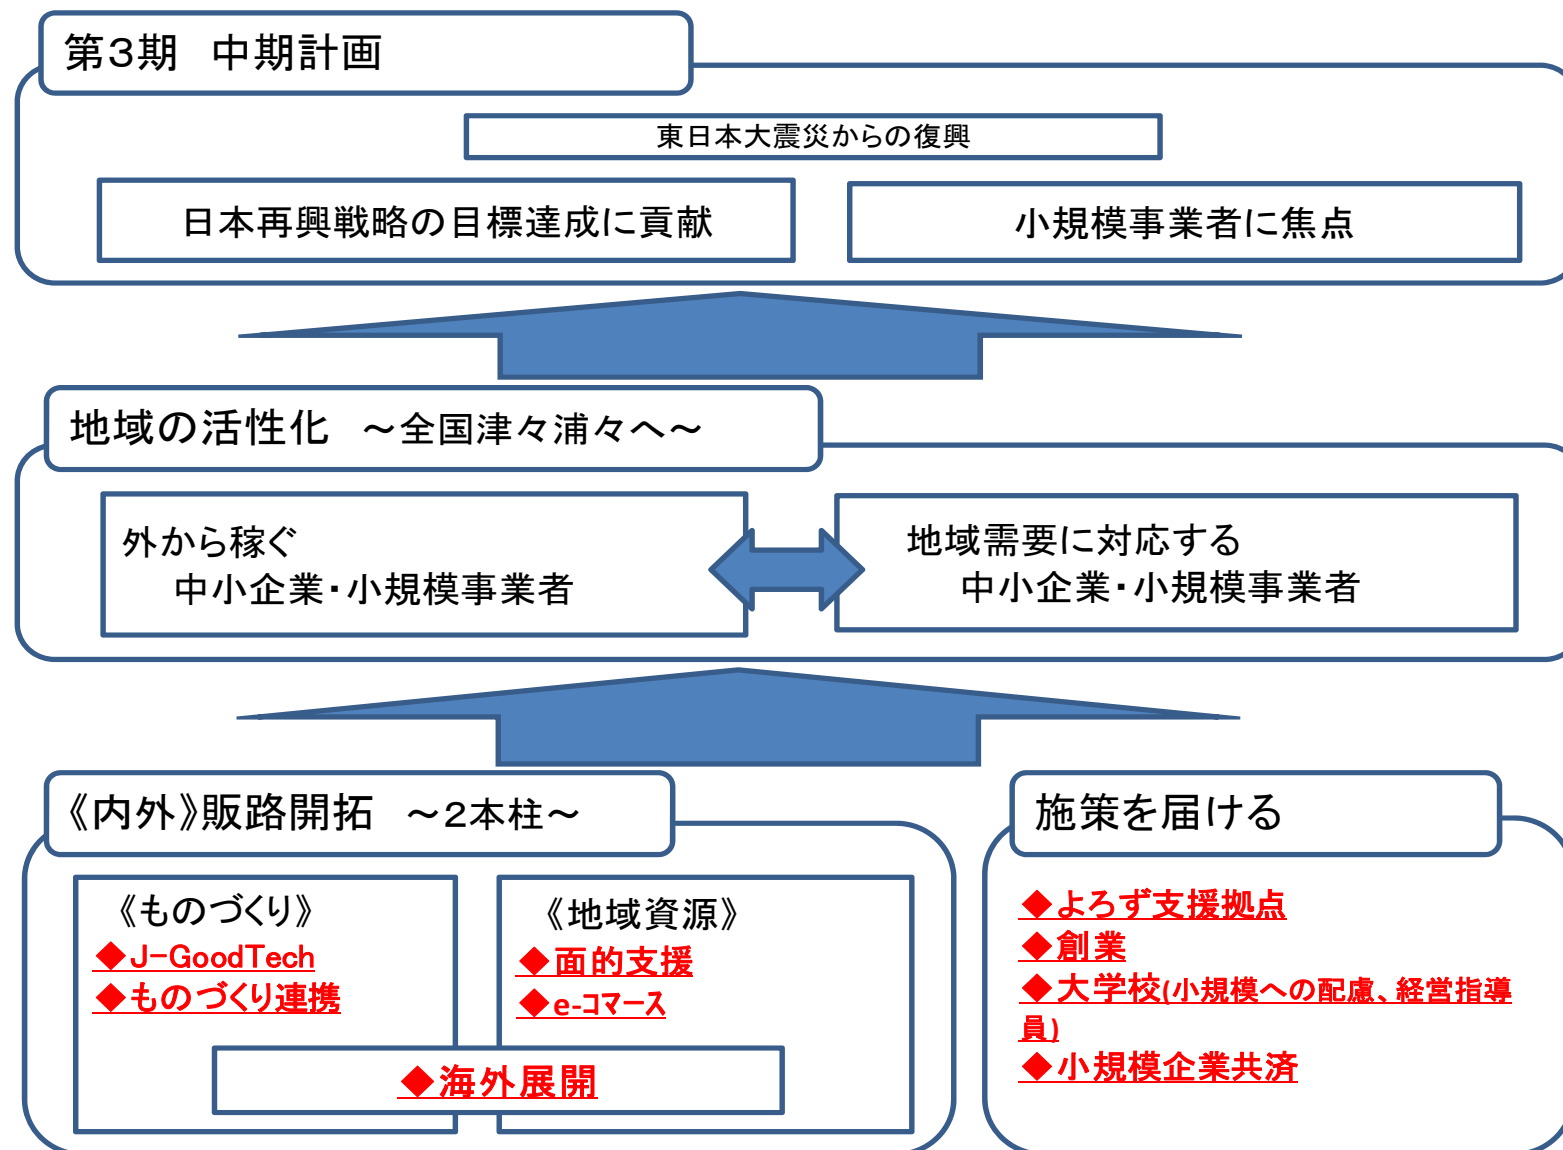 第3期　中期計画
東日本大震災からの復興
日本再興戦略の目標達成に貢献
小規模事業者に焦点
地域の活性化　～全国津々浦々へ～
外から稼ぐ
中小企業・小規模事業者
地域需要に対応する
中小企業・小規模事業者
《内外》販路開拓　～2本柱～
《ものづくり》
◆J-GoodTech
◆ものづくり連携
《地域資源》
◆面的支援
◆e-コマース
◆海外展開
施策を届ける
◆よろず支援拠点
◆創業
◆大学校(小規模への配慮、経営指導
員)
◆小規模企業共済